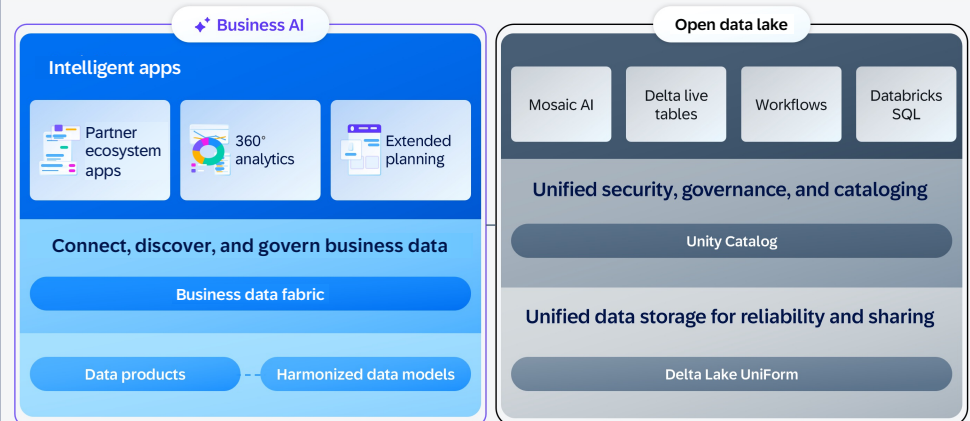 Business AI
Intelligent apps
Partner
ecosystem
apps
360°
analytics
Extended
planning
Connect, discover, and govern business data
Business data fabric
Data products
Harmonized data models
Open data lake
Mosaic AI
Delta live
tables
Workflows
Databricks
SQL
Unified security, governance, and cataloging
Unity Catalog
Unified data storage for reliability and sharing
Delta Lake UniForm